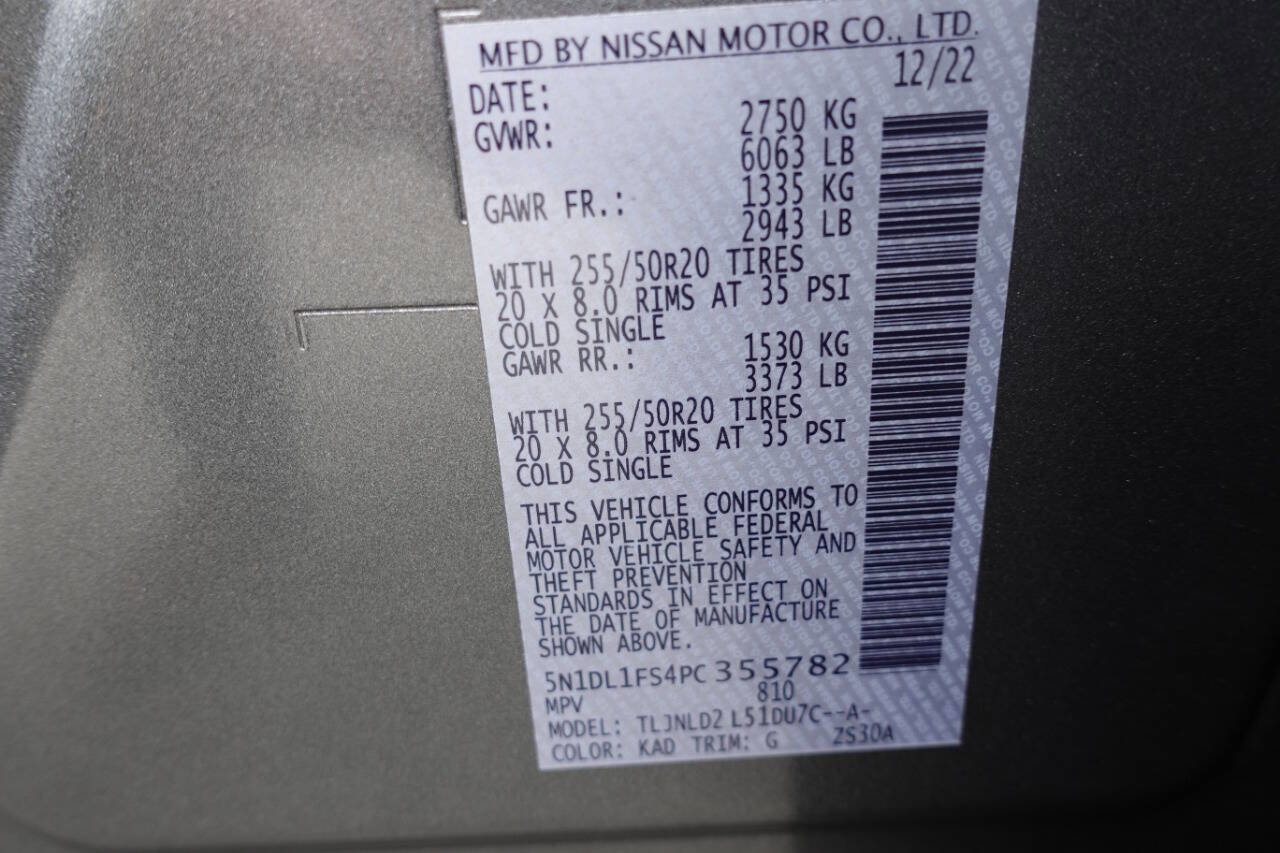 MFD BY NISSAN MOTOR CO., LTD.
DATE: 12/22
GVWR: 2750 KG
6063 LB
GAWR FR.: 1335 KG
2943 LB
WITH 255/50R20 TIRES
20 X 8.0 RIMS AT 35 PSI
COLD SINGLE
GAWR RR.: 1530 KG
3373 LB
WITH 255/50R20 TIRES
20 X 8.0 RIMS AT 35 PSI
COLD SINGLE
THIS VEHICLE CONFORMS TO
ALL APPLICABLE FEDERAL
MOTOR VEHICLE SAFETY AND
THEFT PREVENTION
STANDARDS IN EFFECT ON
THE DATE OF MANUFACTURE
SHOWN ABOVE.
5N1DL1FS4PC 355782
MPV 810
MODEL: TLJNLD2 L51DU7C--A-
COLOR: KAD TRIM: G ZS30A